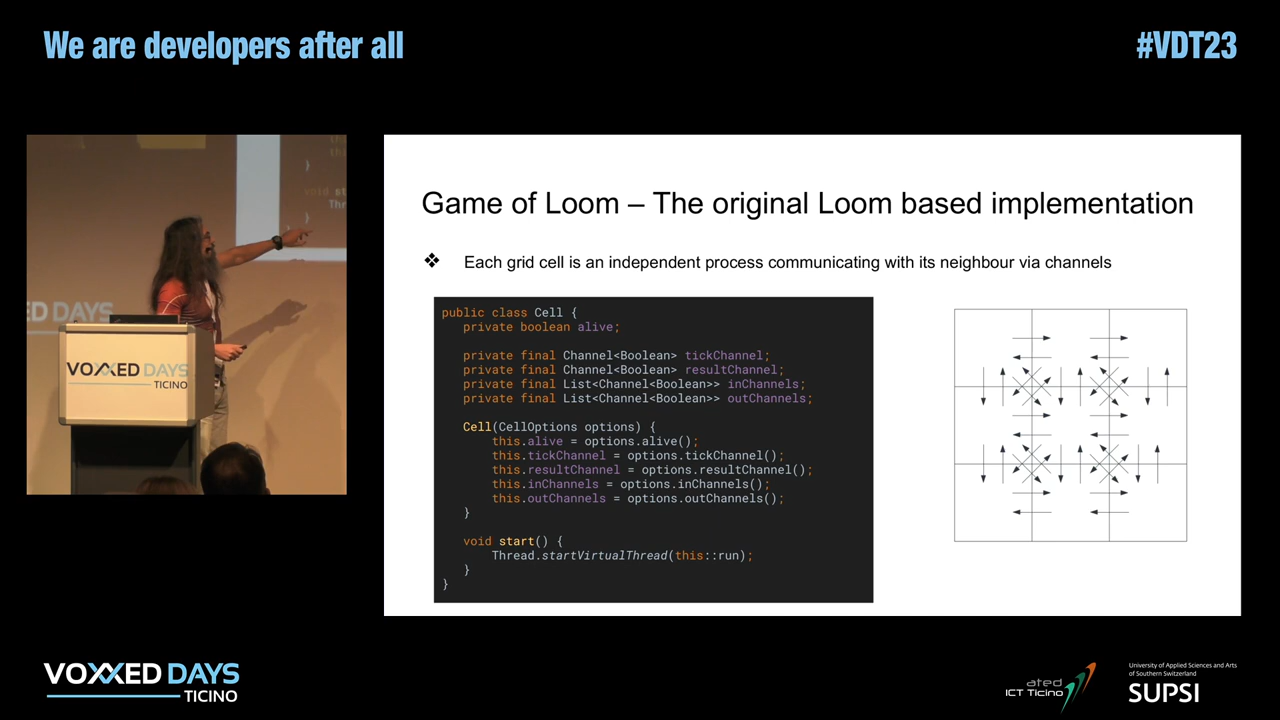 We are developers after all
#VDT23
ED DAYS
VOXXED DAYS
TICINO
Game of Loom – The original Loom based implementation
❖ Each grid cell is an independent process communicating with its neighbour via channels
public class Cell {
private boolean alive;
private final Channel<Boolean> tickChannel;
private final Channel<Boolean> resultChannel;
private final List<Channel<Boolean>> inChannels;
private final List<Channel<Boolean>> outChannels;
Cell(CellOptions options) {
this.alive = options.alive();
this.tickChannel = options.tickChannel();
this.resultChannel = options.resultChannel();
this.inChannels = options.inChannels();
this.outChannels = options.outChannels();
}
void start() {
Thread.startVirtualThread(this::run);
}
}
VOXXED DAYS
TICINO
ated
ICT Ticino
University of Applied Sciences and Arts
of Southern Switzerland
SUPSI